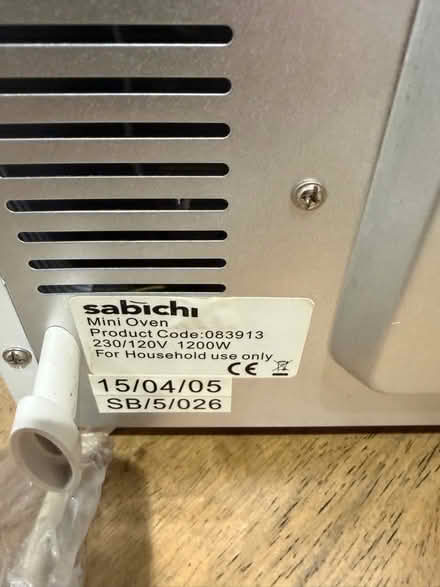 sabichi
Mini Oven
Product Code:083913
230/120V 1200W
For Household use only
CE
15/04/05
SB/5/026